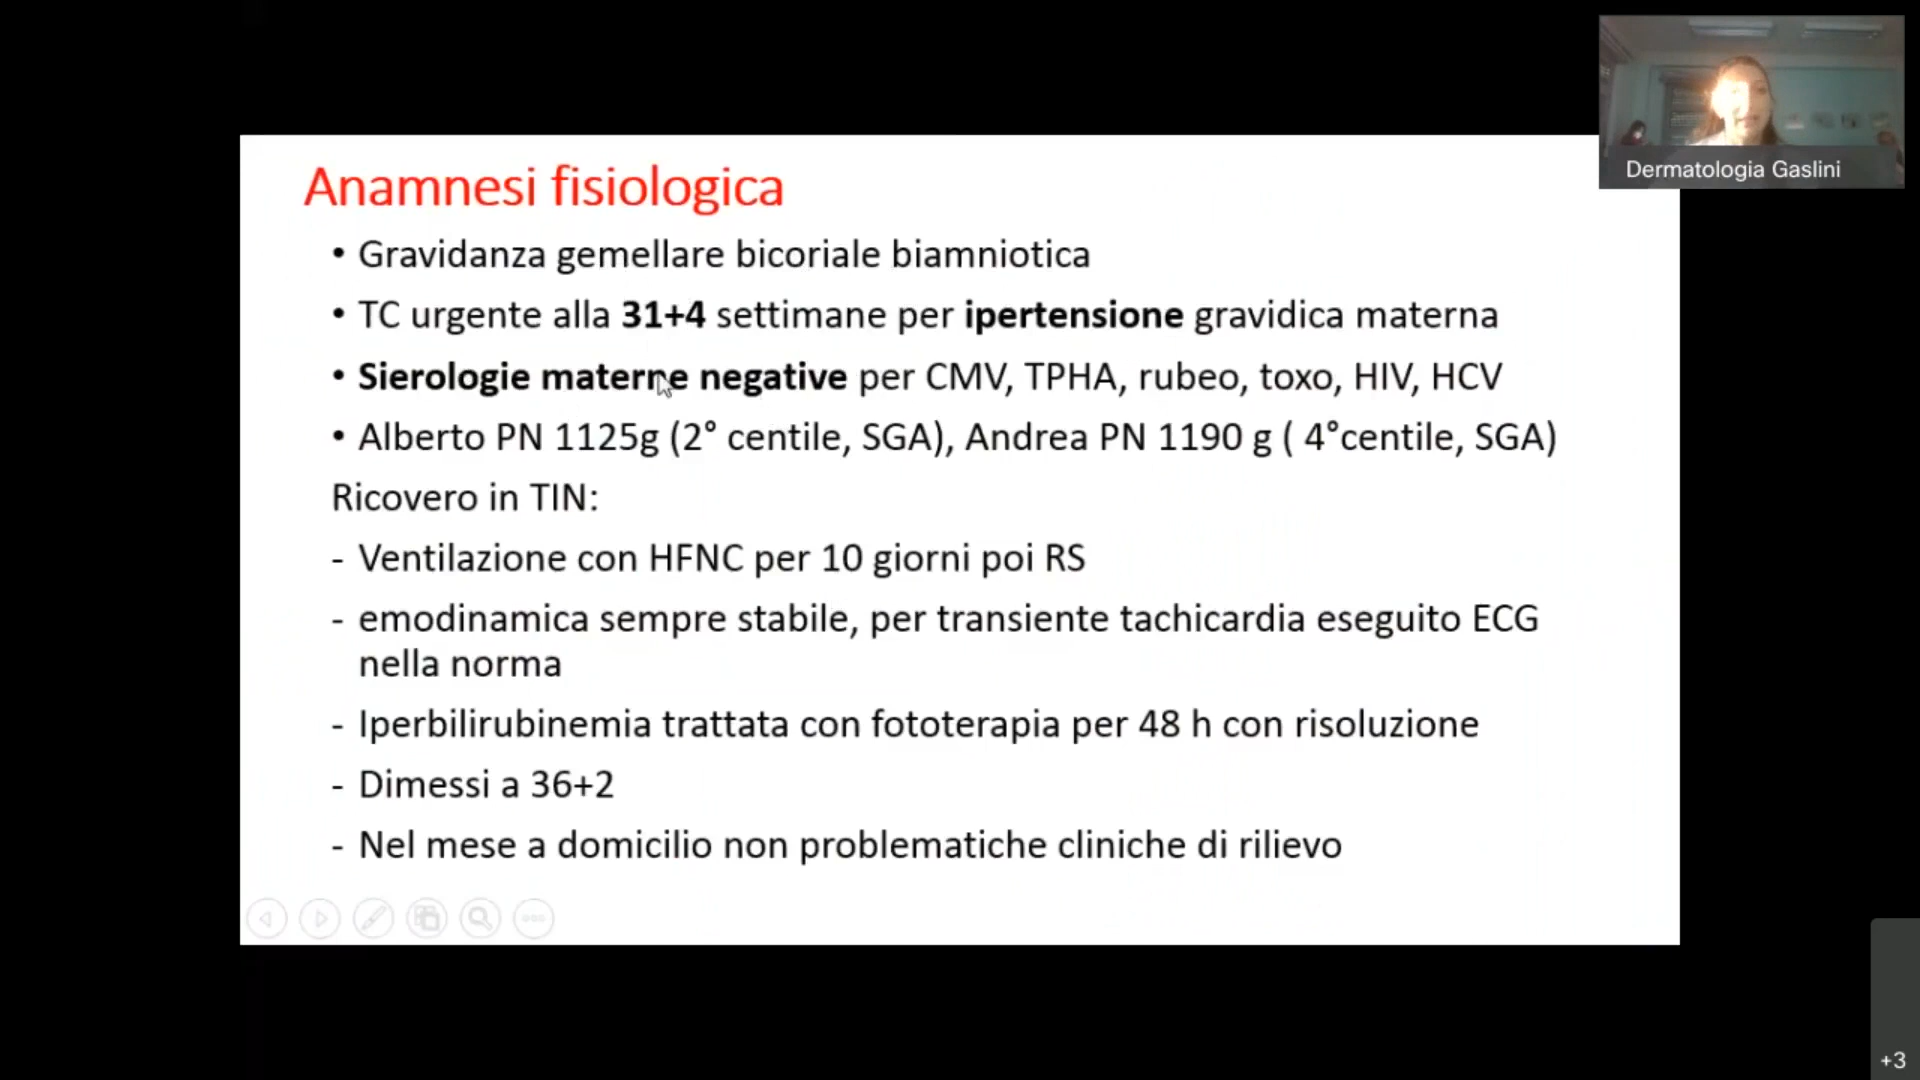 Dermatologia Gaslini
Anamnesi fisiologica
• Gravidanza gemellare bicoriale biamniotica
• TC urgente alla 31+4 settimane per ipertensione gravidica materna
• Sierologie materne negative per CMV, TPHA, rubeo, toxo, HIV, HCV
• Alberto PN 1125g (2° centile, SGA), Andrea PN 1190 g ( 4°centile, SGA)
Ricovero in TIN:
- Ventilazione con HFNC per 10 giorni poi RS
- emodinamica sempre stabile, per transiente tachicardia eseguito ECG
nella norma
- Iperbilirubinemia trattata con fototerapia per 48 h con risoluzione
- Dimessi a 36+2
- Nel mese a domicilio non problematiche cliniche di rilievo
+3